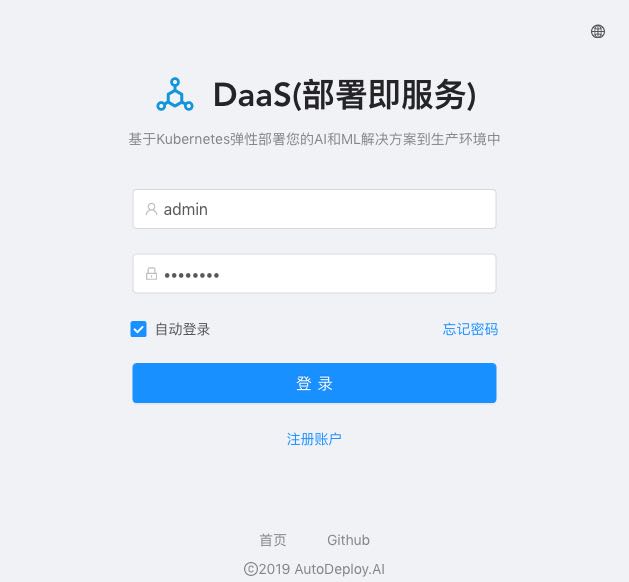 DaaS(部署即服务)
基于Kubernetes弹性部署您的AI和ML解决方案到生产环境中
admin
••••••••
自动登录 忘记密码
登 录
注册账户
首页 Github
©2019 AutoDeploy.AI